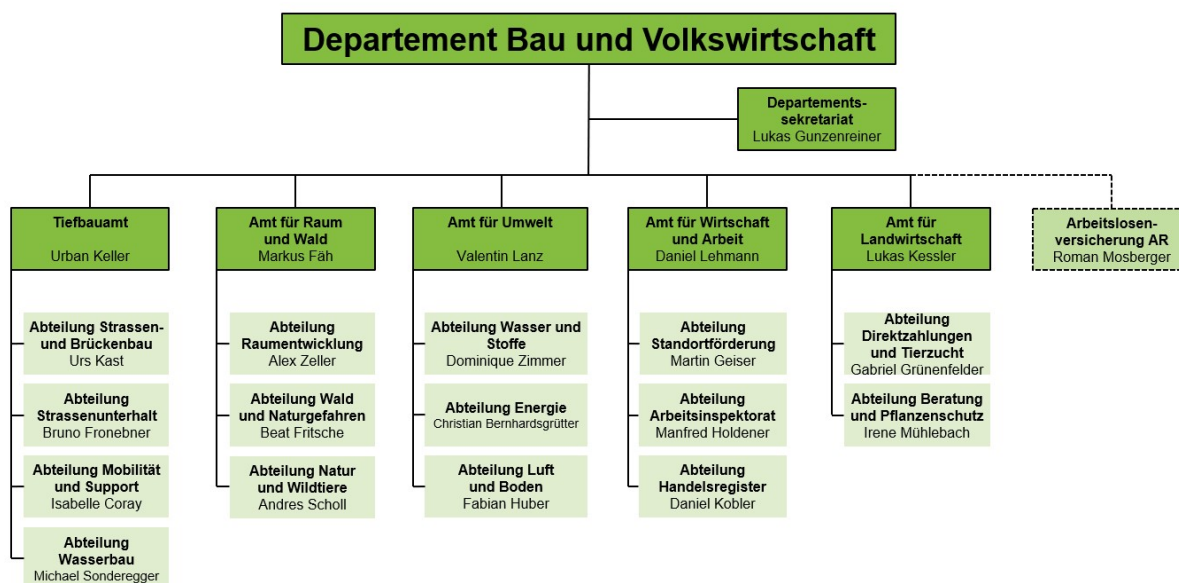 Departement Bau und Volkswirtschaft
Departements-
sekretariat
Lukas Gunzenreiner
Tiefbauamt
Urban Keller
Amt für Raum
und Wald
Markus Fäh
Amt für Umwelt
Valentin Lanz
Amt für Wirtschaft
und Arbeit
Daniel Lehmann
Amt für
Landwirtschaft
Lukas Kessler
Arbeitslosen-
versicherung AR
Roman Mosberger
Abteilung Strassen-
und Brückenbau
Urs Kast
Abteilung
Strassenunterhalt
Bruno Fronebner
Abteilung Mobilität
und Support
Isabelle Coray
Abteilung
Wasserbau
Michael Sonderegger
Abteilung
Raumentwicklung
Alex Zeller
Abteilung Wald
und Naturgefahren
Beat Fritsche
Abteilung Natur
und Wildtiere
Andres Scholl
Abteilung Wasser und
Stoffe
Dominique Zimmer
Abteilung Energie
Christian Bernhardsgrütter
Abteilung Luft
und Boden
Fabian Huber
Abteilung
Standortförderung
Martin Geiser
Abteilung
Arbeitsinspektorat
Manfred Holdener
Abteilung
Handelsregister
Daniel Kobler
Abteilung
Direktzahlungen
und Tierzucht
Gabriel Grünenfelder
Abteilung Beratung
und Pflanzenschutz
Irene Mühlebach